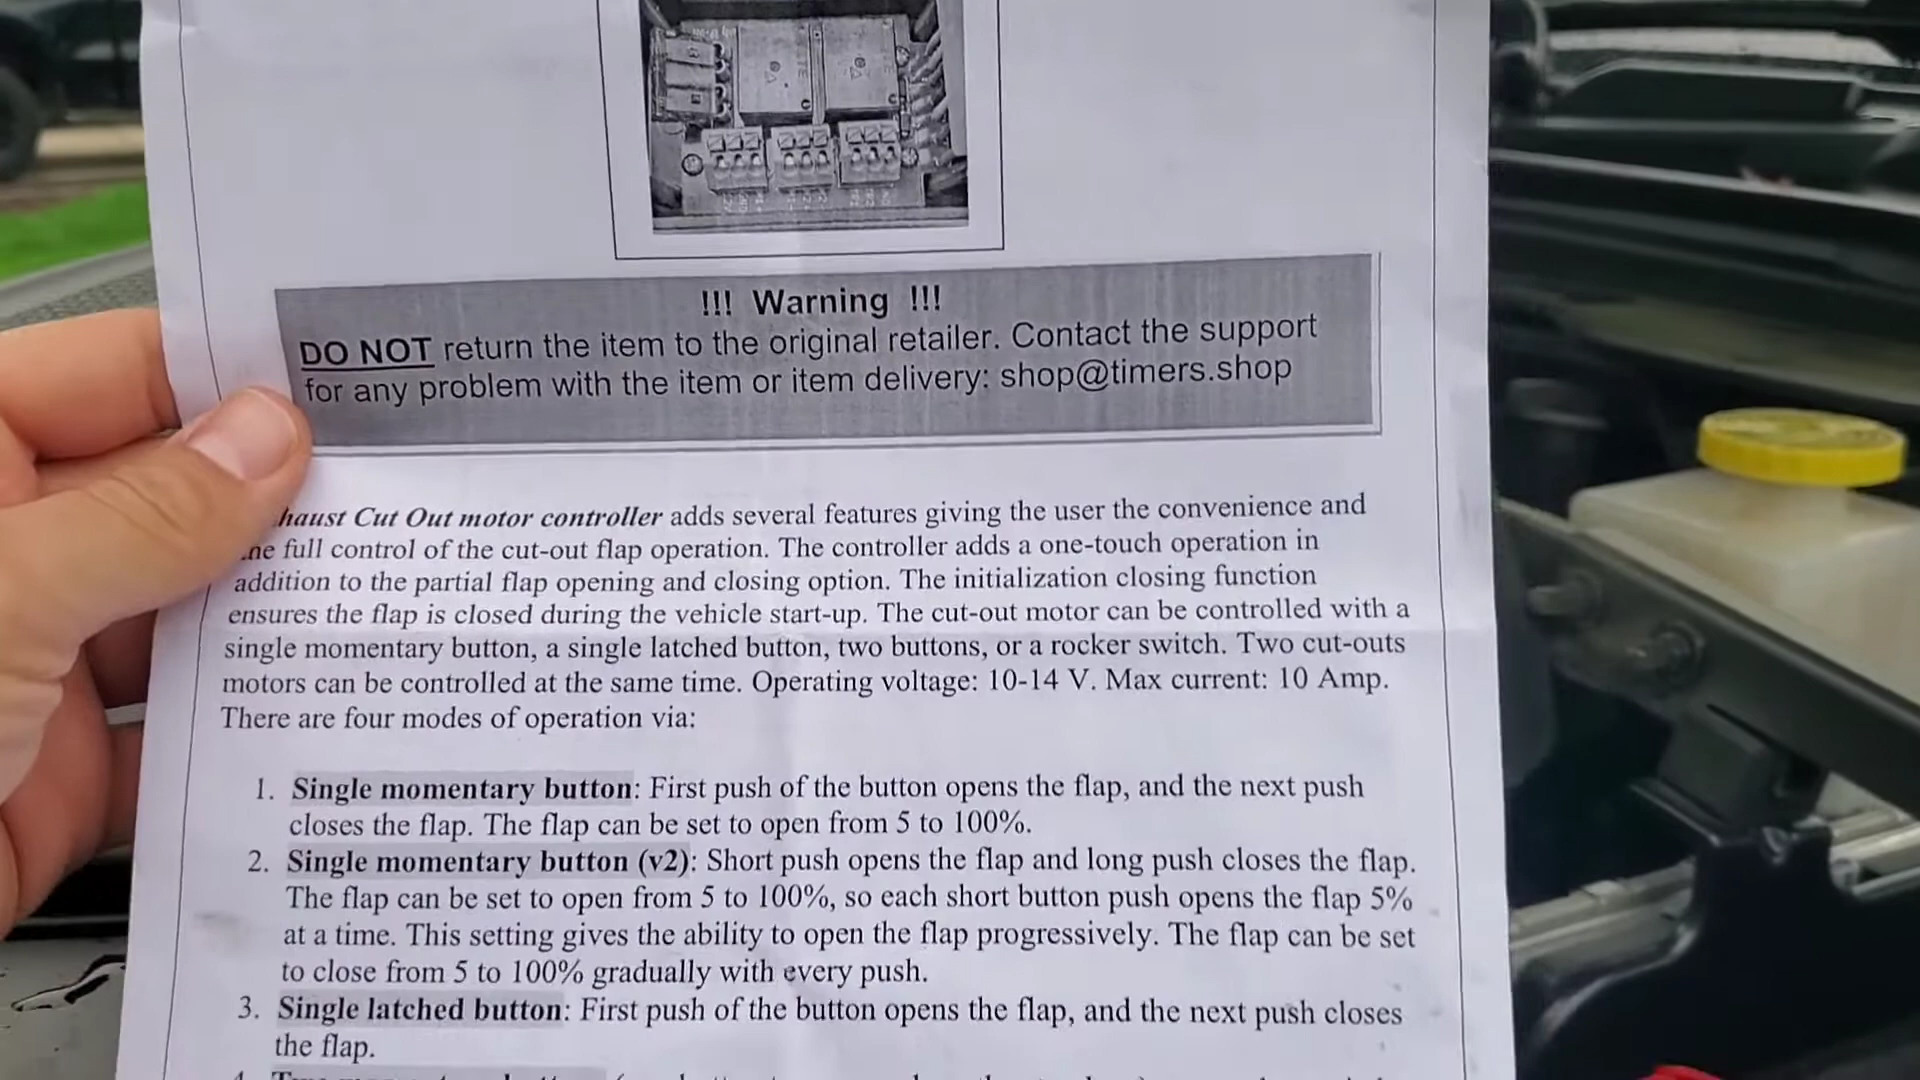 !!! Warning !!!
DO NOT return the item to the original retailer. Contact the support
for any problem with the item or item delivery: shop@timers.shop
haust Cut Out motor controller adds several features giving the user the convenience and
he full control of the cut-out flap operation. The controller adds a one-touch operation in
addition to the partial flap opening and closing option. The initialization closing function
ensures the flap is closed during the vehicle start-up. The cut-out motor can be controlled with a
single momentary button, a single latched button, two buttons, or a rocker switch. Two cut-outs
motors can be controlled at the same time. Operating voltage: 10-14 V. Max current: 10 Amp.
There are four modes of operation via:
1. Single momentary button: First push of the button opens the flap, and the next push
closes the flap. The flap can be set to open from 5 to 100%.
2. Single momentary button (v2): Short push opens the flap and long push closes the flap.
The flap can be set to open from 5 to 100%, so each short button push opens the flap 5%
at a time. This setting gives the ability to open the flap progressively. The flap can be set
to close from 5 to 100% gradually with every push.
3. Single latched button: First push of the button opens the flap, and the next push closes
the flap.